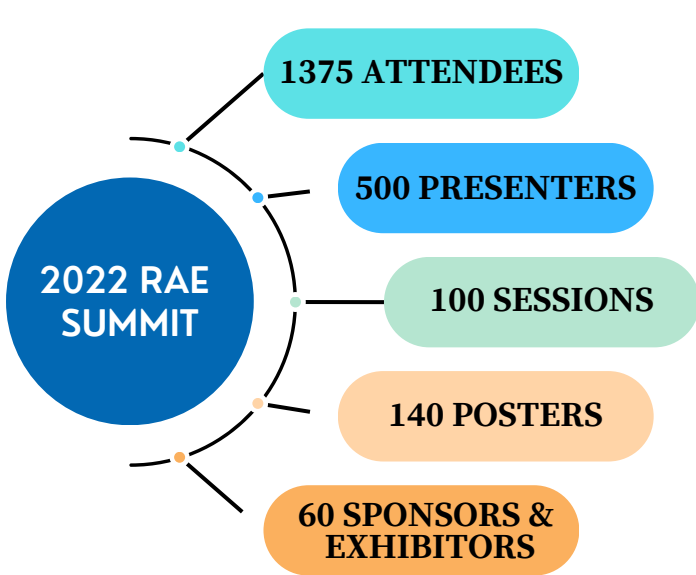 1375 ATTENDEES
500 PRESENTERS
2022 RAE
SUMMIT
100 SESSIONS
140 POSTERS
60 SPONSORS &
EXHIBITORS